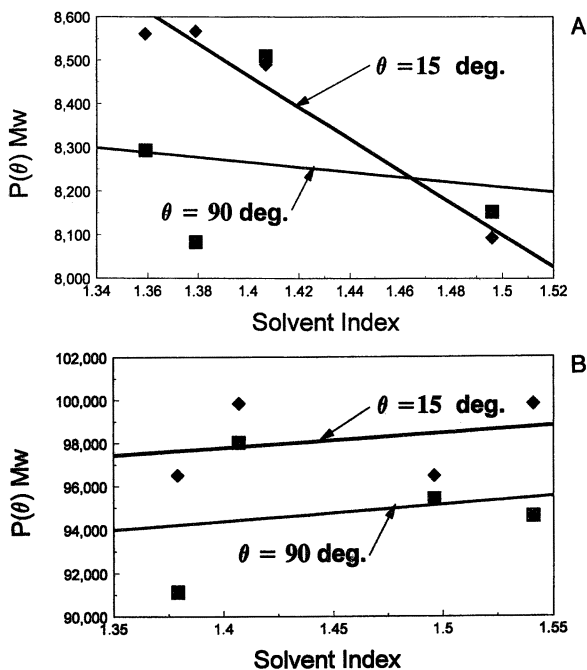 A
8,600
8,500
8,400
8,300
8,200
8,100
8,000
P(θ) Mw
θ = 15 deg.
θ = 90 deg.
1.34 1.36 1.38 1.4 1.42 1.44 1.46 1.48 1.5 1.52
Solvent Index
B
102,000
100,000
98,000
96,000
94,000
92,000
90,000
P(θ) Mw
θ = 15 deg.
θ = 90 deg.
1.35 1.4 1.45 1.5 1.55
Solvent Index